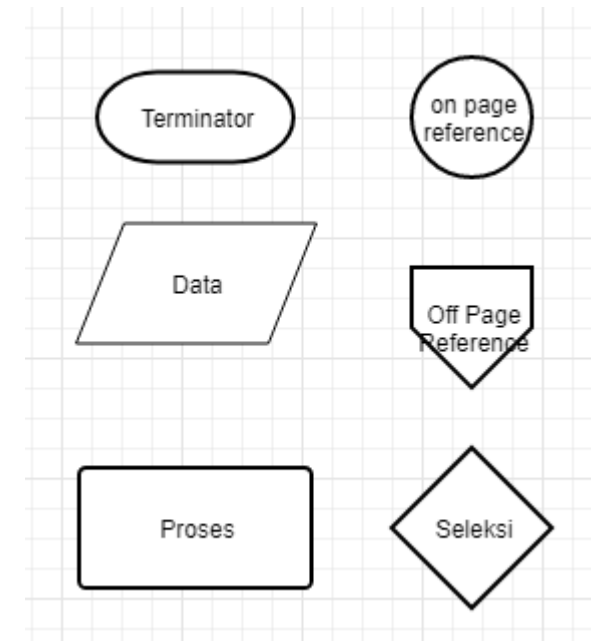 Terminator
on page
reference
Data
Off Page
Reference
Proses
Seleksi